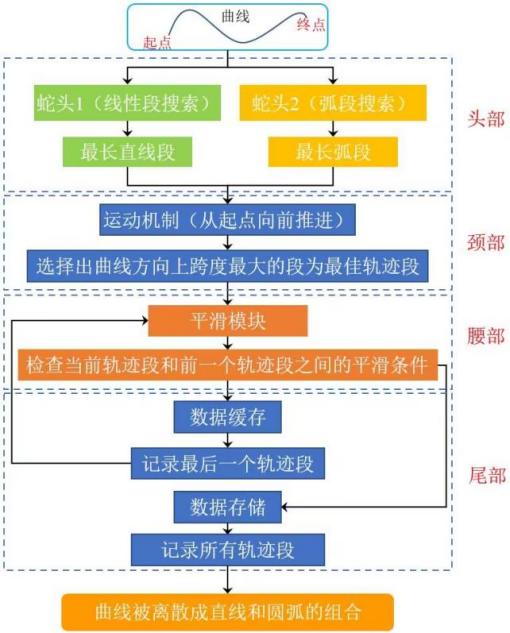 曲线
起点
终点
蛇头1（线性段搜索）
蛇头2（弧段搜索）
头部
最长直线段
最长弧段
运动机制（从起点向前推进）
颈部
选择出曲线方向上跨度最大的段为最佳轨迹段
平滑模块
腰部
检查当前轨迹段和前一个轨迹段之间的平滑条件
数据缓存
记录最后一个轨迹段
尾部
数据存储
记录所有轨迹段
曲线被离散成直线和圆弧的组合